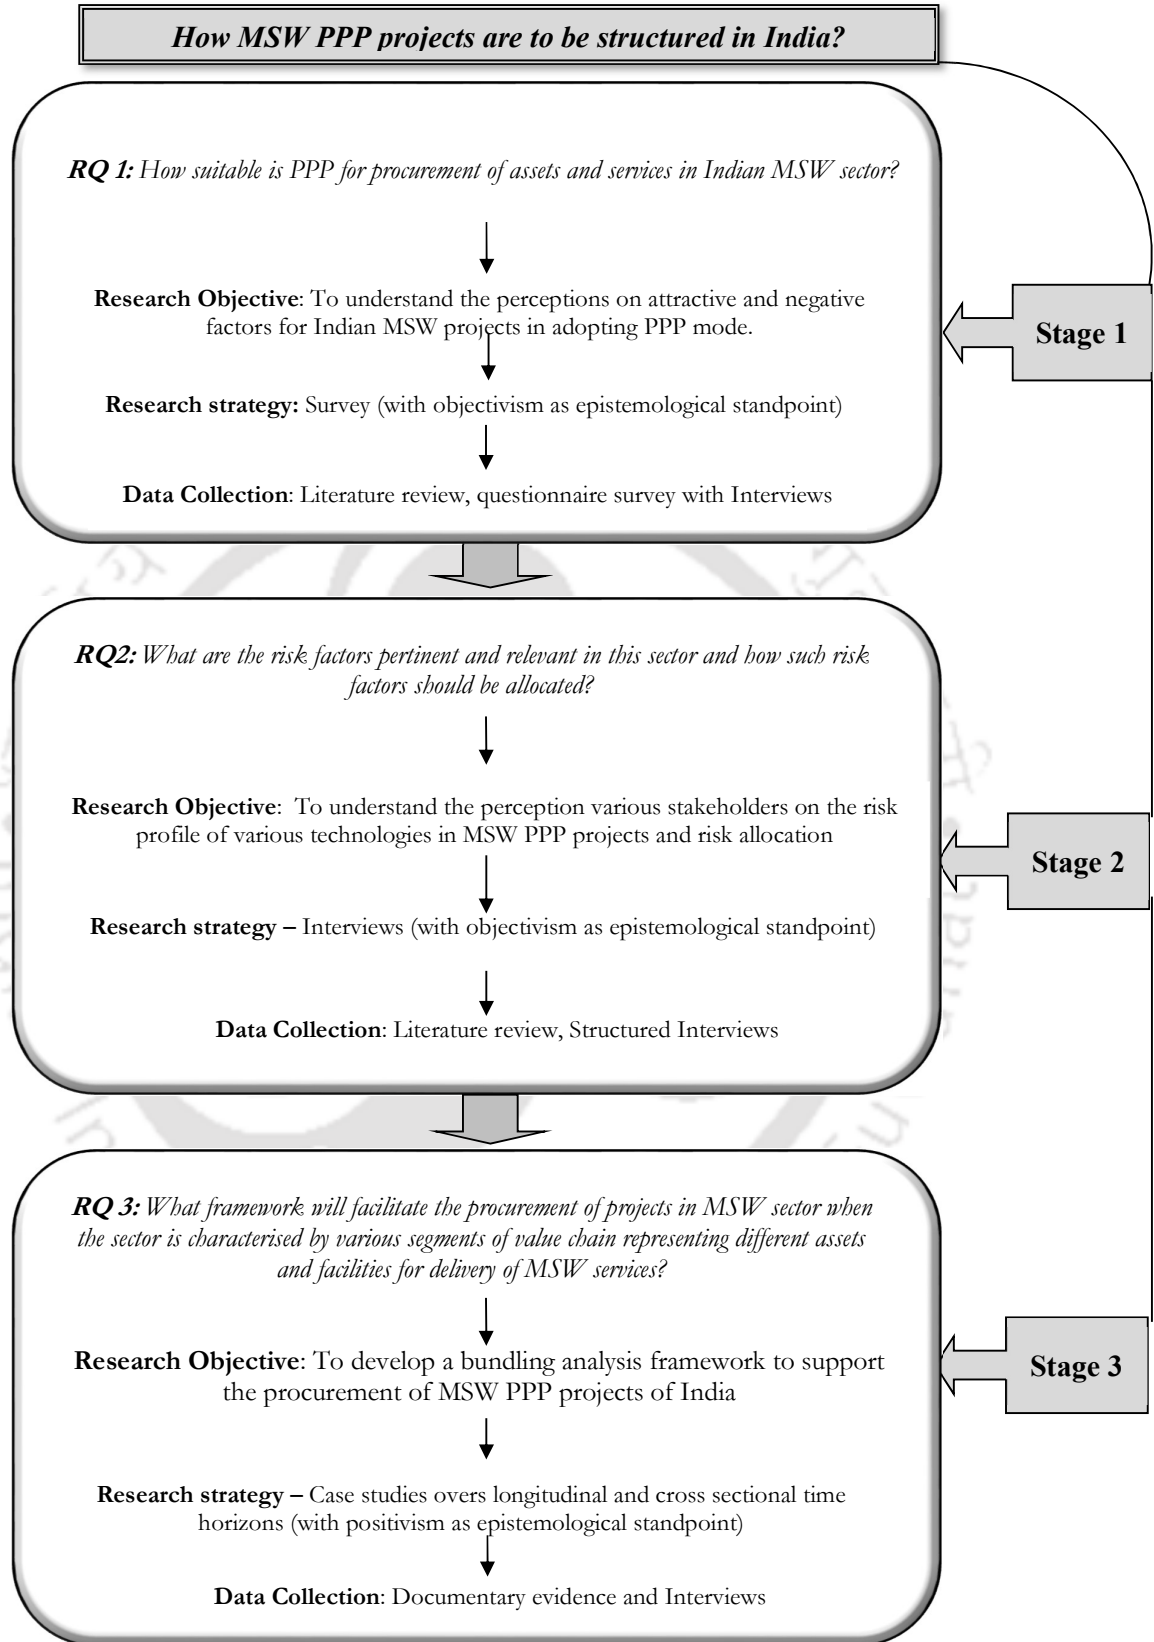 How MSW PPP projects are to be structured in India?
RQ 1: How suitable is PPP for procurement of assets and services in Indian MSW sector?
Research Objective: To understand the perceptions on attractive and negative
factors for Indian MSW projects in adopting PPP mode.
Stage 1
Research strategy: Survey (with objectivism as epistemological standpoint)
Data Collection: Literature review, questionnaire survey with Interviews
RQ2: What are the risk factors pertinent and relevant in this sector and how such risk
factors should be allocated?
Research Objective: To understand the perception various stakeholders on the risk
profile of various technologies in MSW PPP projects and risk allocation
Stage 2
Research strategy – Interviews (with objectivism as epistemological standpoint)
Data Collection: Literature review, Structured Interviews
RQ 3: What framework will facilitate the procurement of projects in MSW sector when
the sector is characterised by various segments of value chain representing different assets
and facilities for delivery of MSW services?
Research Objective: To develop a bundling analysis framework to support
the procurement of MSW PPP projects of India
Stage 3
Research strategy – Case studies overs longitudinal and cross sectional time
horizons (with positivism as epistemological standpoint)
Data Collection: Documentary evidence and Interviews